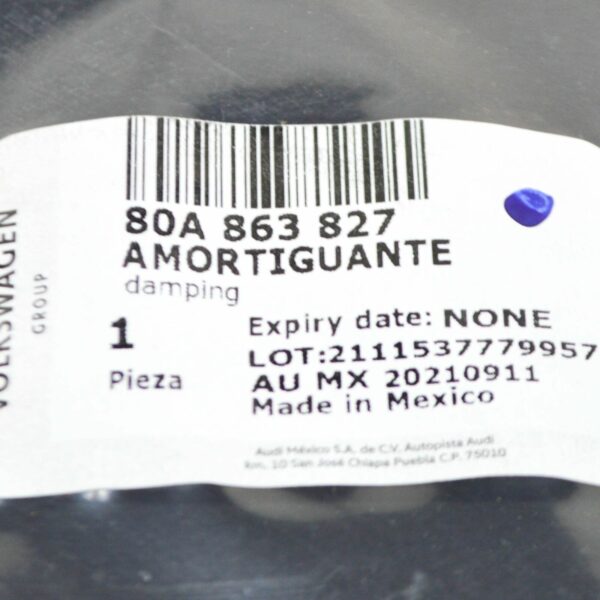 VOLKSWAGEN
GROUP
80A 863 827
AMORTIGUANTE
damping
1
Pieza
Expiry date: NONE
LOT:2111537779957
AU MX 20210911
Made in Mexico
Audi México S.A. de C.V. Autopista Audi
Km. 10 San José Chiapa Puebla C.P. 75010